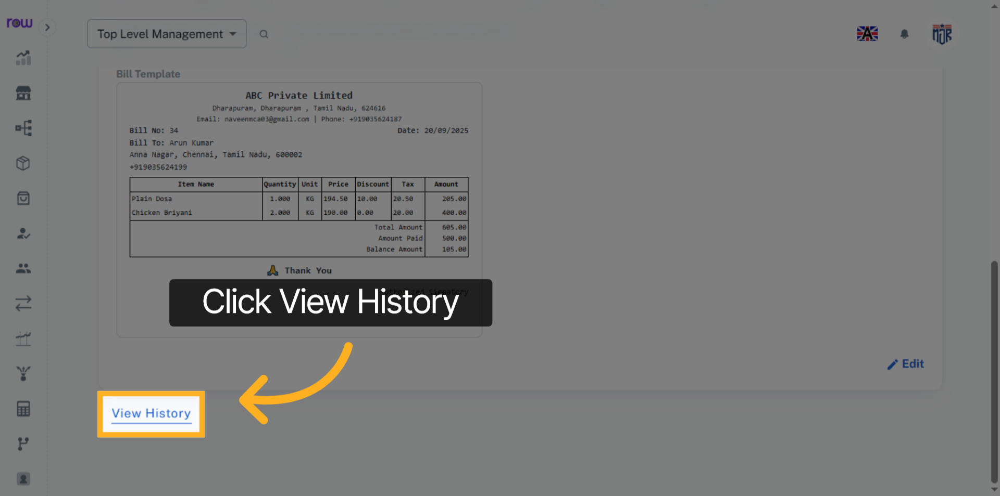 row
Top Level Management
A
MJR
Bill Template
ABC Private Limited
Dharapuram, Dharapuram , Tamil Nadu, 624616
Email: naveenmca03@gmail.com | Phone: +919035624187
Bill No: 34 Date: 20/09/2025
Bill To: Arun Kumar
Anna Nagar, Chennai, Tamil Nadu, 600002
+919035624199
Item Name Quantity Unit Price Discount Tax Amount
Plain Dosa 1.000 KG 194.50 10.00 20.50 205.00
Chicken Briyani 2.000 KG 190.00 0.00 20.00 400.00
Total Amount 605.00
Amount Paid 500.00
Balance Amount 105.00
🙏 Thank You
Authorized Signatory
Click View History
Edit
View History